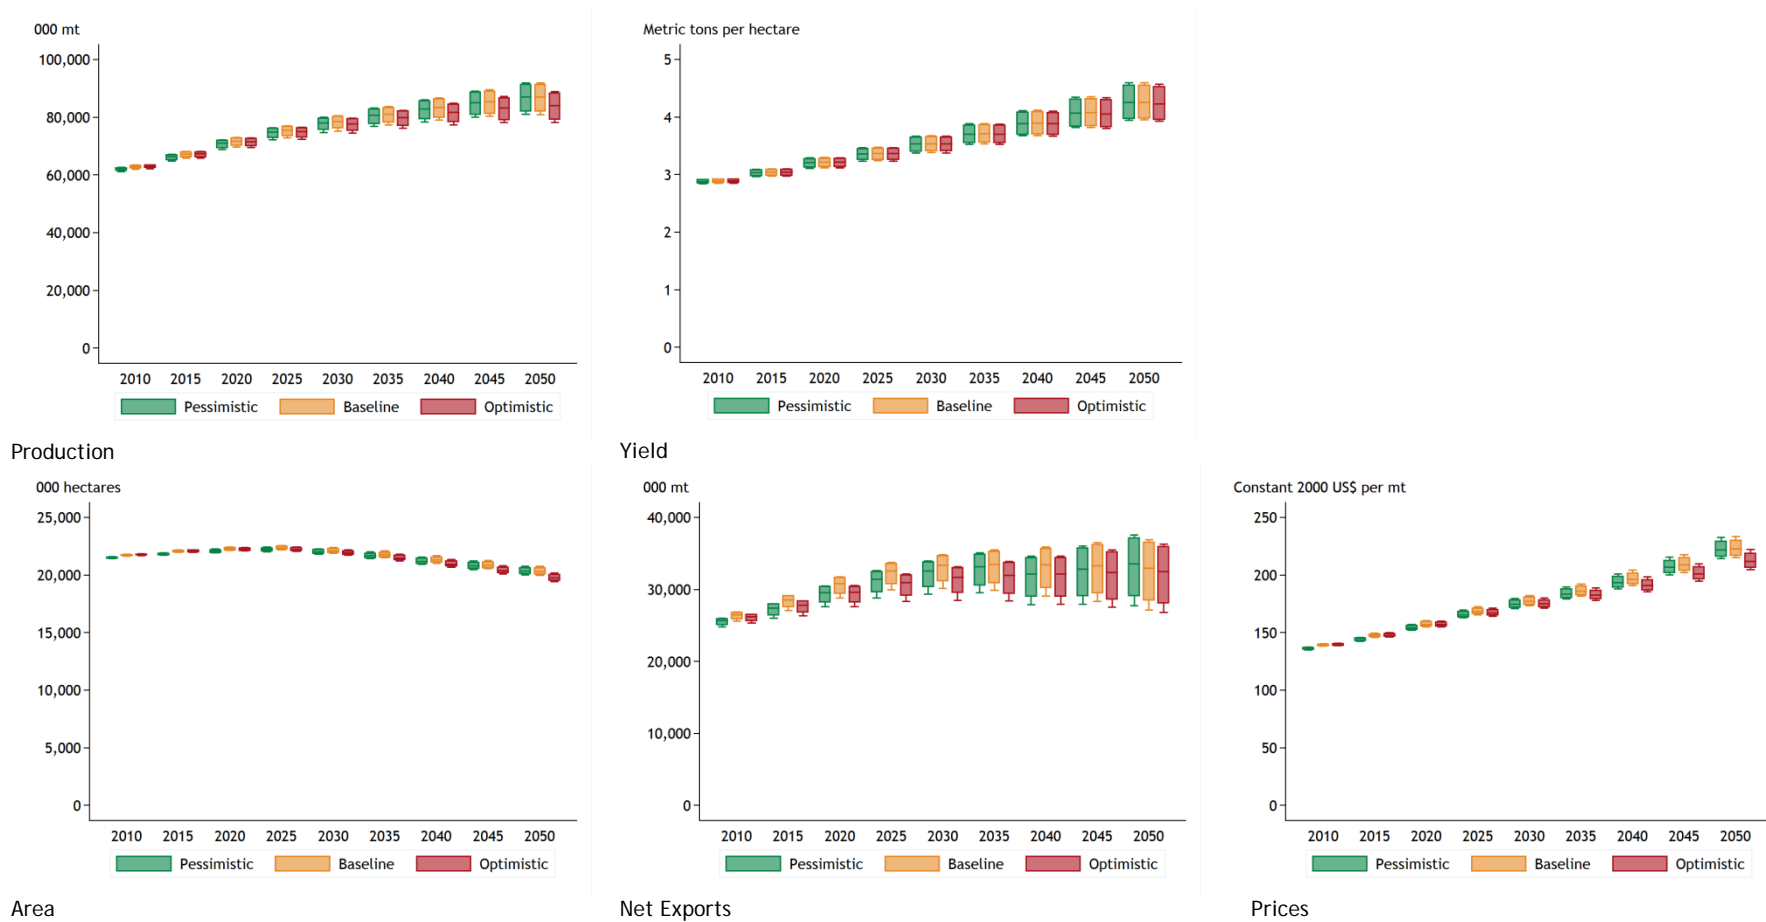 000 mt
100,000
80,000
60,000
40,000
20,000
0
2010 2015 2020 2025 2030 2035 2040 2045 2050
Pessimistic Baseline Optimistic
Production
Metric tons per hectare
5
4
3
2
1
0
2010 2015 2020 2025 2030 2035 2040 2045 2050
Pessimistic Baseline Optimistic
Yield
000 hectares
25,000
20,000
15,000
10,000
5,000
0
2010 2015 2020 2025 2030 2035 2040 2045 2050
Pessimistic Baseline Optimistic
Area
000 mt
40,000
30,000
20,000
10,000
0
2010 2015 2020 2025 2030 2035 2040 2045 2050
Pessimistic Baseline Optimistic
Net Exports
Constant 2000 US$ per mt
250
200
150
100
50
0
2010 2015 2020 2025 2030 2035 2040 2045 2050
Pessimistic Baseline Optimistic
Prices